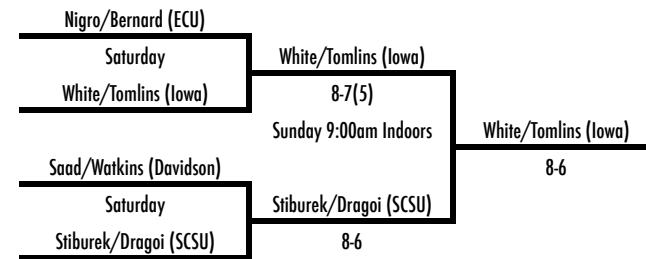 Nigro/Bernard (ECU)
Saturday
White/Tomlins (Iowa)
White/Tomlins (Iowa)
8-7(5)
Sunday 9:00am Indoors
White/Tomlins (Iowa)
8-6
Saad/Watkins (Davidson)
Saturday
Stiburek/Dragoi (SCSU)
Stiburek/Dragoi (SCSU)
8-6